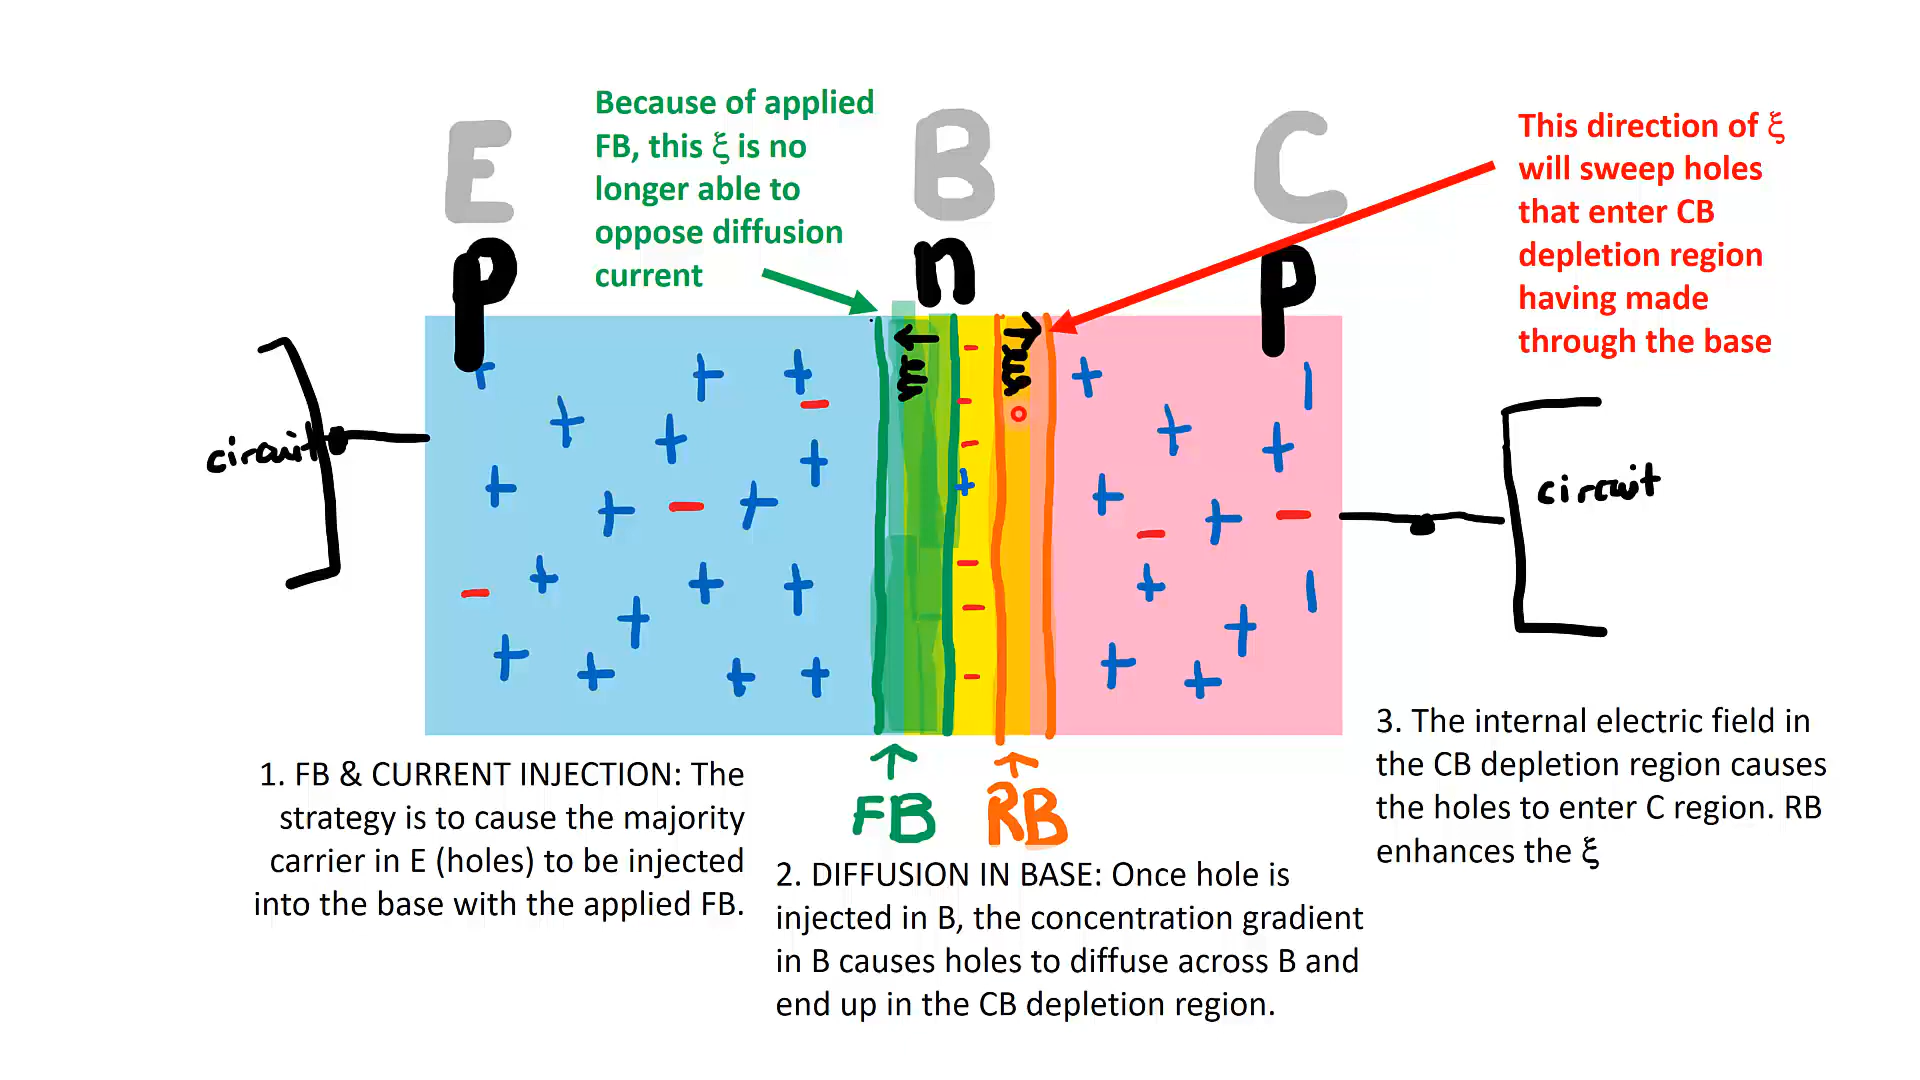 E
B
C
p
n
p
Because of applied
FB, this ξ is no
longer able to
oppose diffusion
current
This direction of ξ
will sweep holes
that enter CB
depletion region
having made
through the base
ξ
ξ
circuit
circuit
FB
RB
1. FB & CURRENT INJECTION: The
strategy is to cause the majority
carrier in E (holes) to be injected
into the base with the applied FB.
2. DIFFUSION IN BASE: Once hole is
injected in B, the concentration gradient
in B causes holes to diffuse across B and
end up in the CB depletion region.
3. The internal electric field in
the CB depletion region causes
the holes to enter C region. RB
enhances the ξ